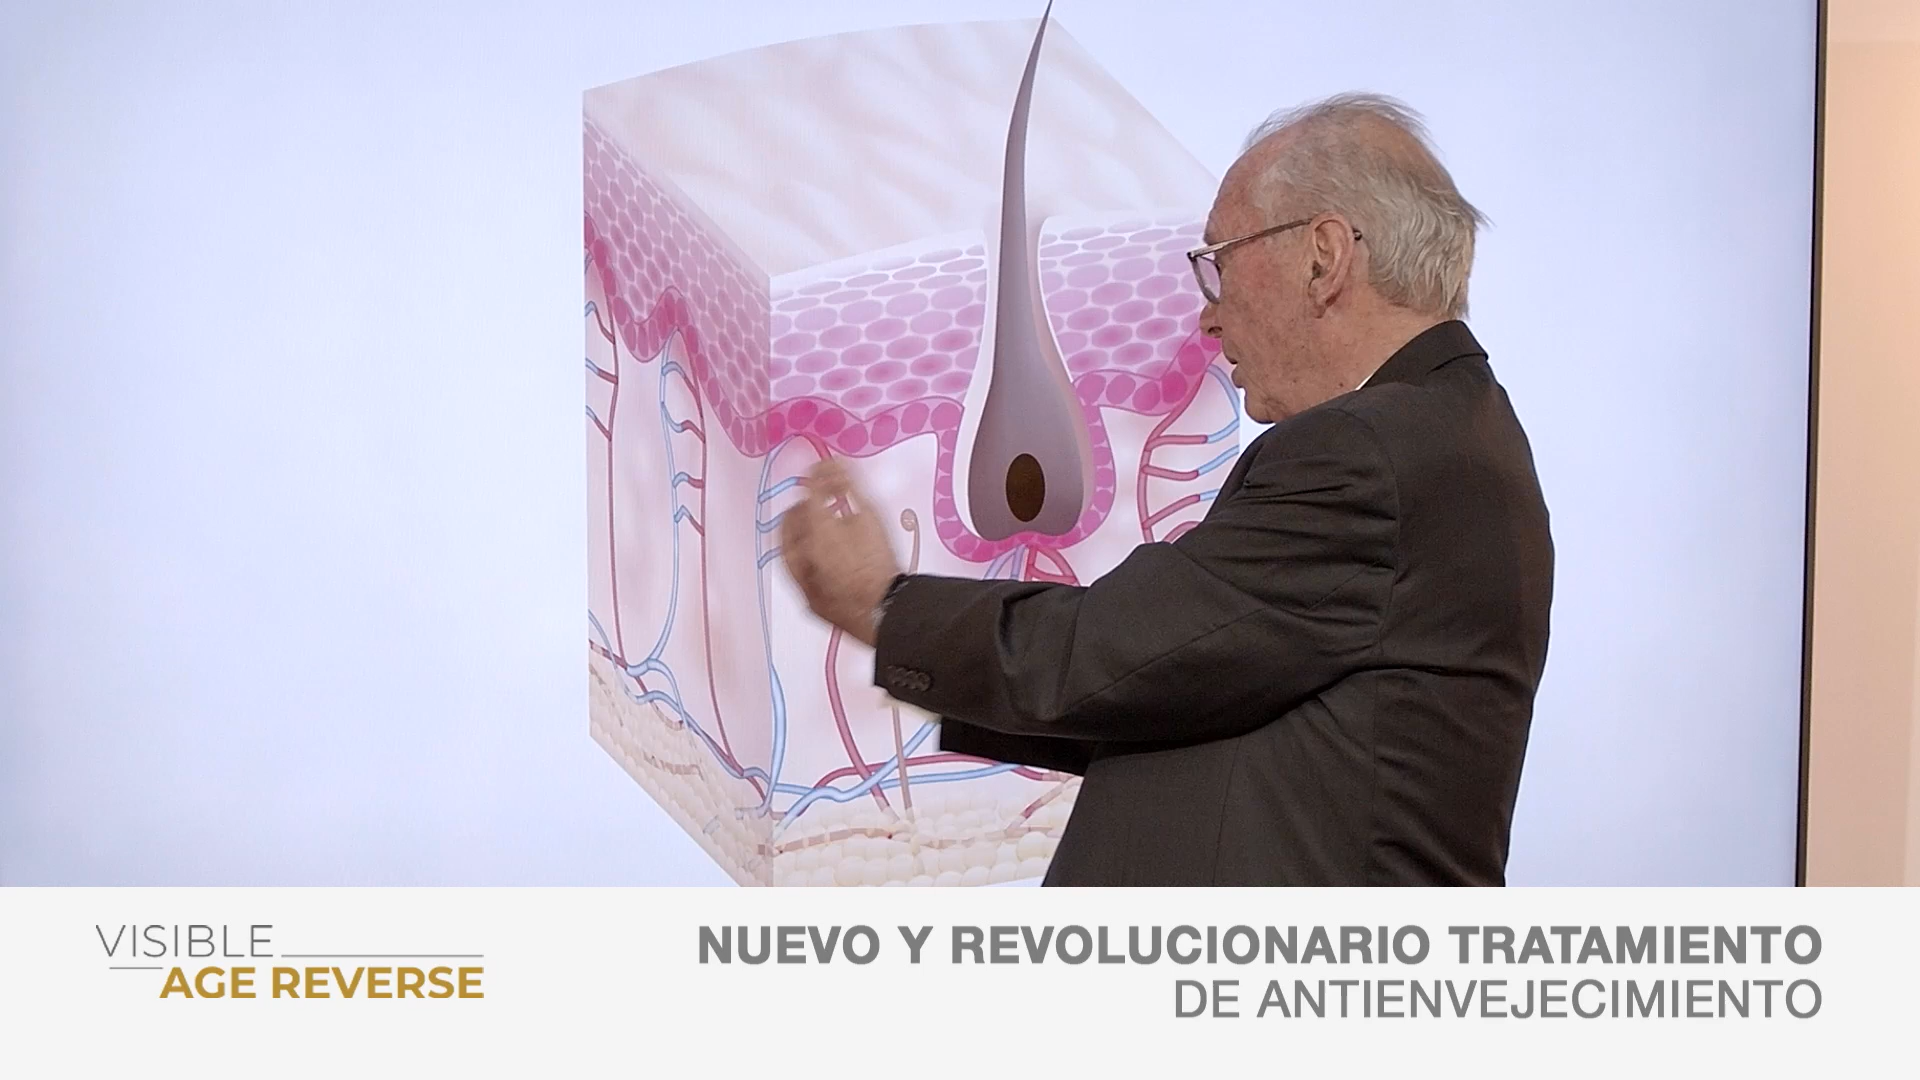 VISIBLE
AGE REVERSE
NUEVO Y REVOLUCIONARIO TRATAMIENTO
DE ANTIENVEJECIMIENTO